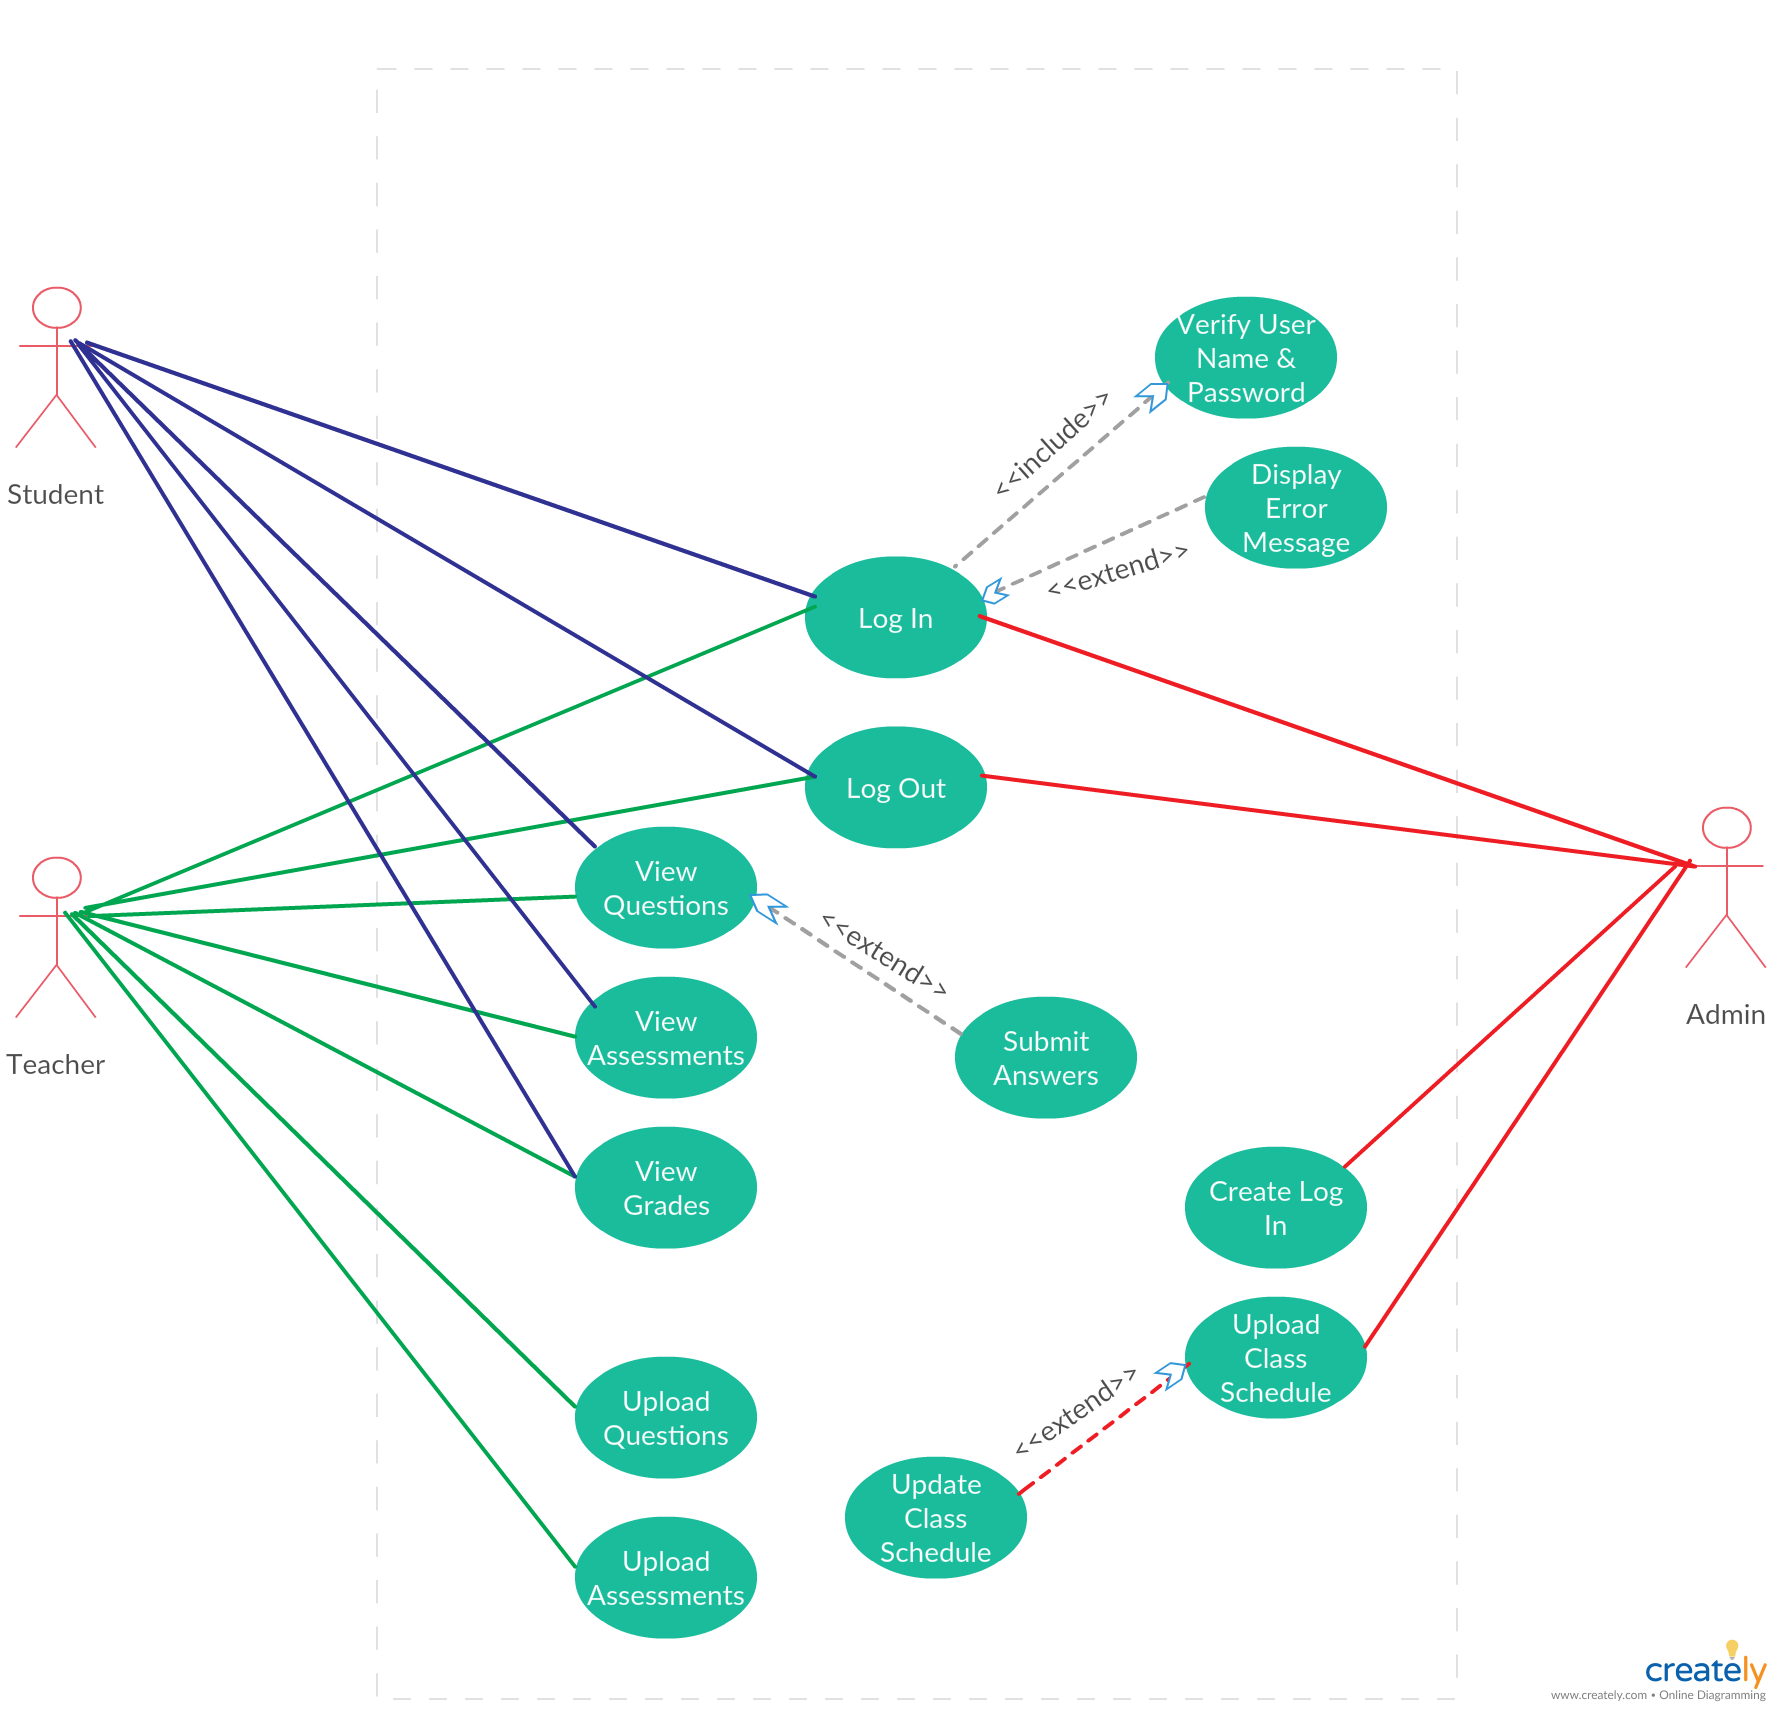 Verify User
Name &
Password
<<include>>
Student
Display
Error
Message
<<extend>>
Log In
Log Out
View
Questions
<<extend>>
View
Assessments
Submit
Answers
Admin
Teacher
View
Grades
Create Log
In
Upload
Class
Schedule
<<extend>>
Upload
Questions
Update
Class
Schedule
Upload
Assessments
creately
www.creately.com • Online Diagramming